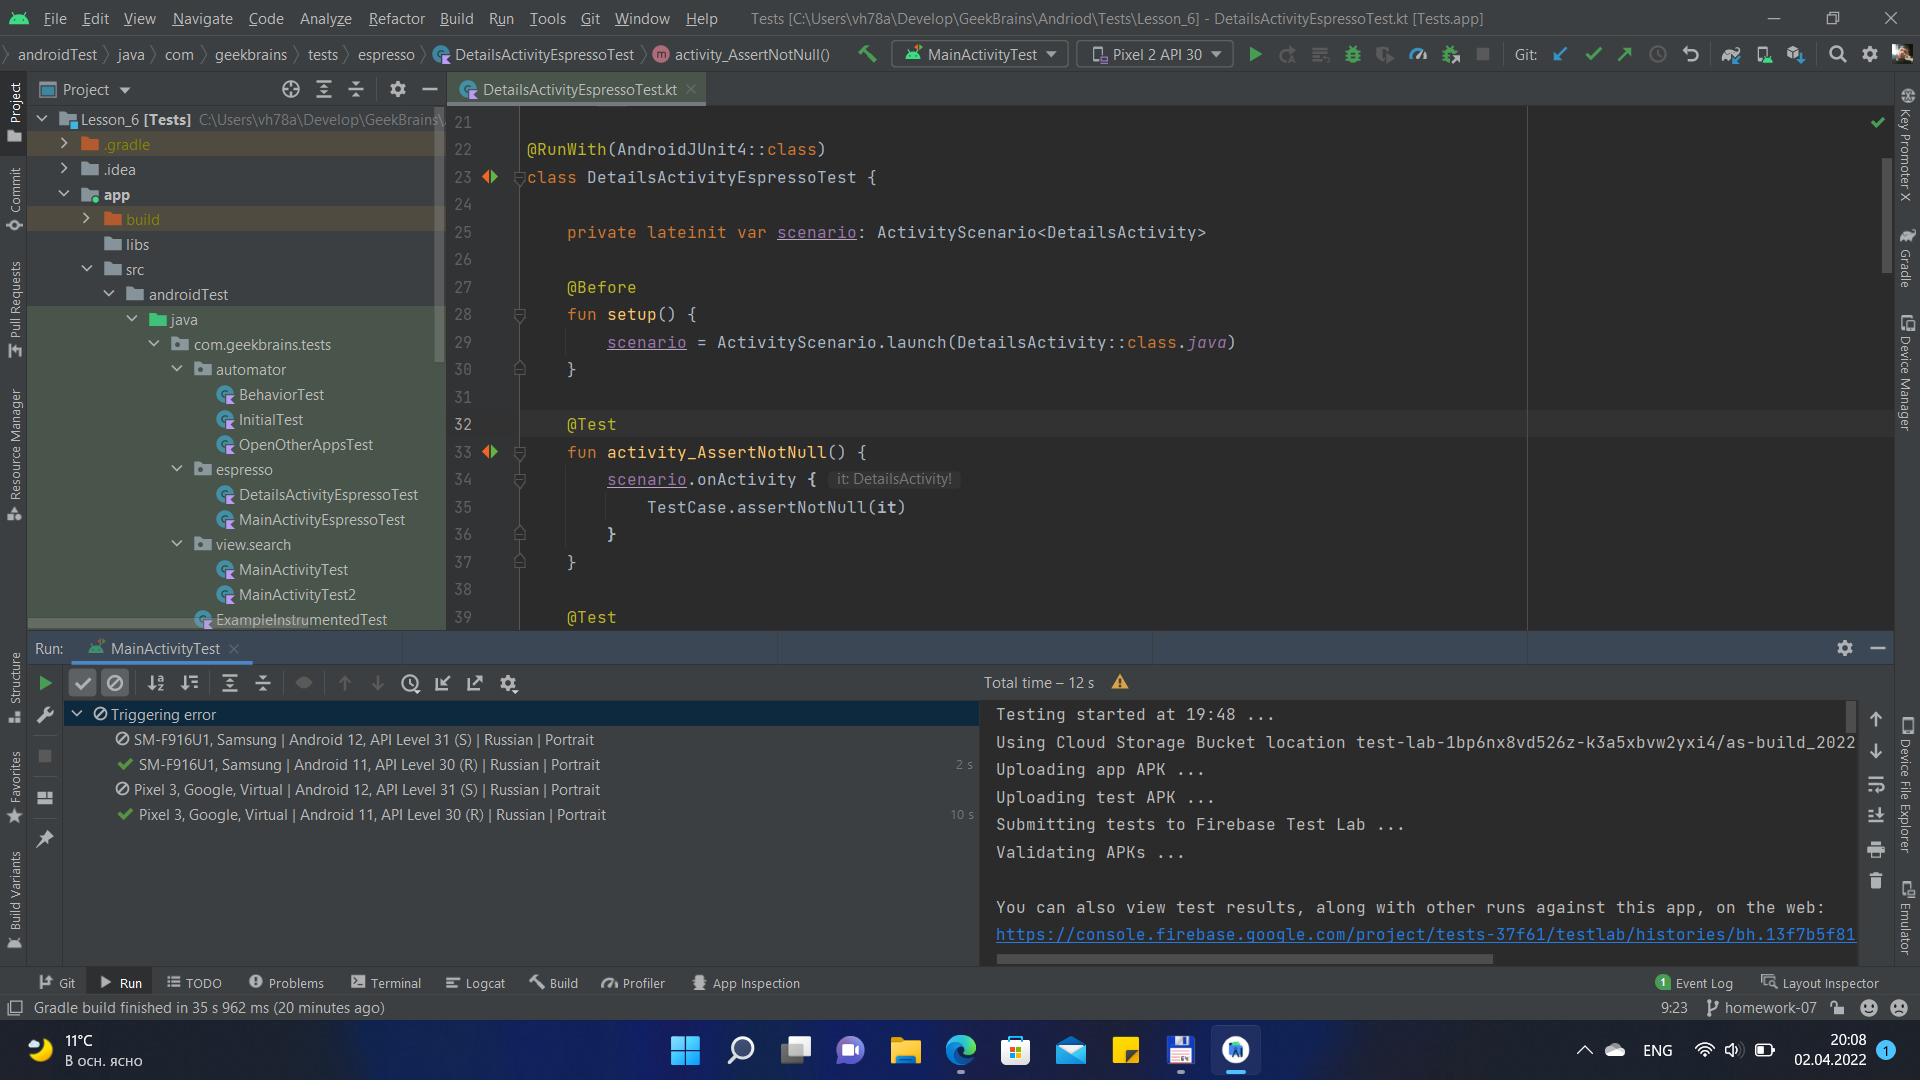 File Edit View Navigate Code Analyze Refactor Build Run Tools Git Window Help Tests [C:\Users\vh78a\Develop\GeekBrains\Andriod\Tests\Lesson_6] - DetailsActivityEspressoTest.kt [Tests.app]
androidTest java com geekbrains tests espresso DetailsActivityEspressoTest activity_AssertNotNull() MainActivityTest Pixel 2 API 30 Git:
Project
DetailsActivityEspressoTest.kt
Lesson_6 [Tests] C:\Users\vh78a\Develop\GeekBrains\
.gradle
.idea
app
build
libs
src
androidTest
java
com.geekbrains.tests
automator
BehaviorTest
InitialTest
OpenOtherAppsTest
espresso
DetailsActivityEspressoTest
MainActivityEspressoTest
view.search
MainActivityTest
MainActivityTest2
ExampleInstrumentedTest
21
22 @RunWith(AndroidJUnit4::class)
23 class DetailsActivityEspressoTest {
24
25 private lateinit var scenario: ActivityScenario<DetailsActivity>
26
27 @Before
28 fun setup() {
29 scenario = ActivityScenario.launch(DetailsActivity::class.java)
30 }
31
32 @Test
33 fun activity_AssertNotNull() {
34 scenario.onActivity { it: DetailsActivity!
35 TestCase.assertNotNull(it)
36 }
37 }
38
39 @Test
Project
Commit
Pull Requests
Resource Manager
Structure
Favorites
Build Variants
Key Promoter X
Gradle
Device Manager
Device File Explorer
Emulator
Run: MainActivityTest
Total time – 12 s
Triggering error
SM-F916U1, Samsung | Android 12, API Level 31 (S) | Russian | Portrait
SM-F916U1, Samsung | Android 11, API Level 30 (R) | Russian | Portrait 2 s
Pixel 3, Google, Virtual | Android 12, API Level 31 (S) | Russian | Portrait
Pixel 3, Google, Virtual | Android 11, API Level 30 (R) | Russian | Portrait 10 s
Testing started at 19:48 ...
Using Cloud Storage Bucket location test-lab-1bp6nx8vd526z-k3a5xbvw2yxi4/as-build_2022
Uploading app APK ...
Uploading test APK ...
Submitting tests to Firebase Test Lab ...
Validating APKs ...
You can also view test results, along with other runs against this app, on the web:
https://console.firebase.google.com/project/tests-37f61/testlab/histories/bh.13f7b5f81
Git Run TODO Problems Terminal Logcat Build Profiler App Inspection 1 Event Log Layout Inspector
Gradle build finished in 35 s 962 ms (20 minutes ago) 9:23 homework-07
11°C
В осн. ясно
ENG
20:08
02.04.2022
1